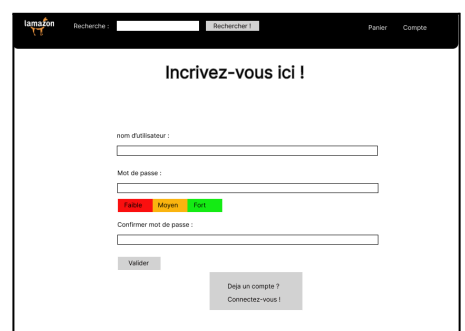 lamazon
Recherche :
Rechercher !
Panier
Compte
Incrivez-vous ici !
nom d'utilisateur :
Mot de passe :
Faible Moyen Fort
Confirmer mot de passe :
Valider
Deja un compte ?
Connectez-vous !